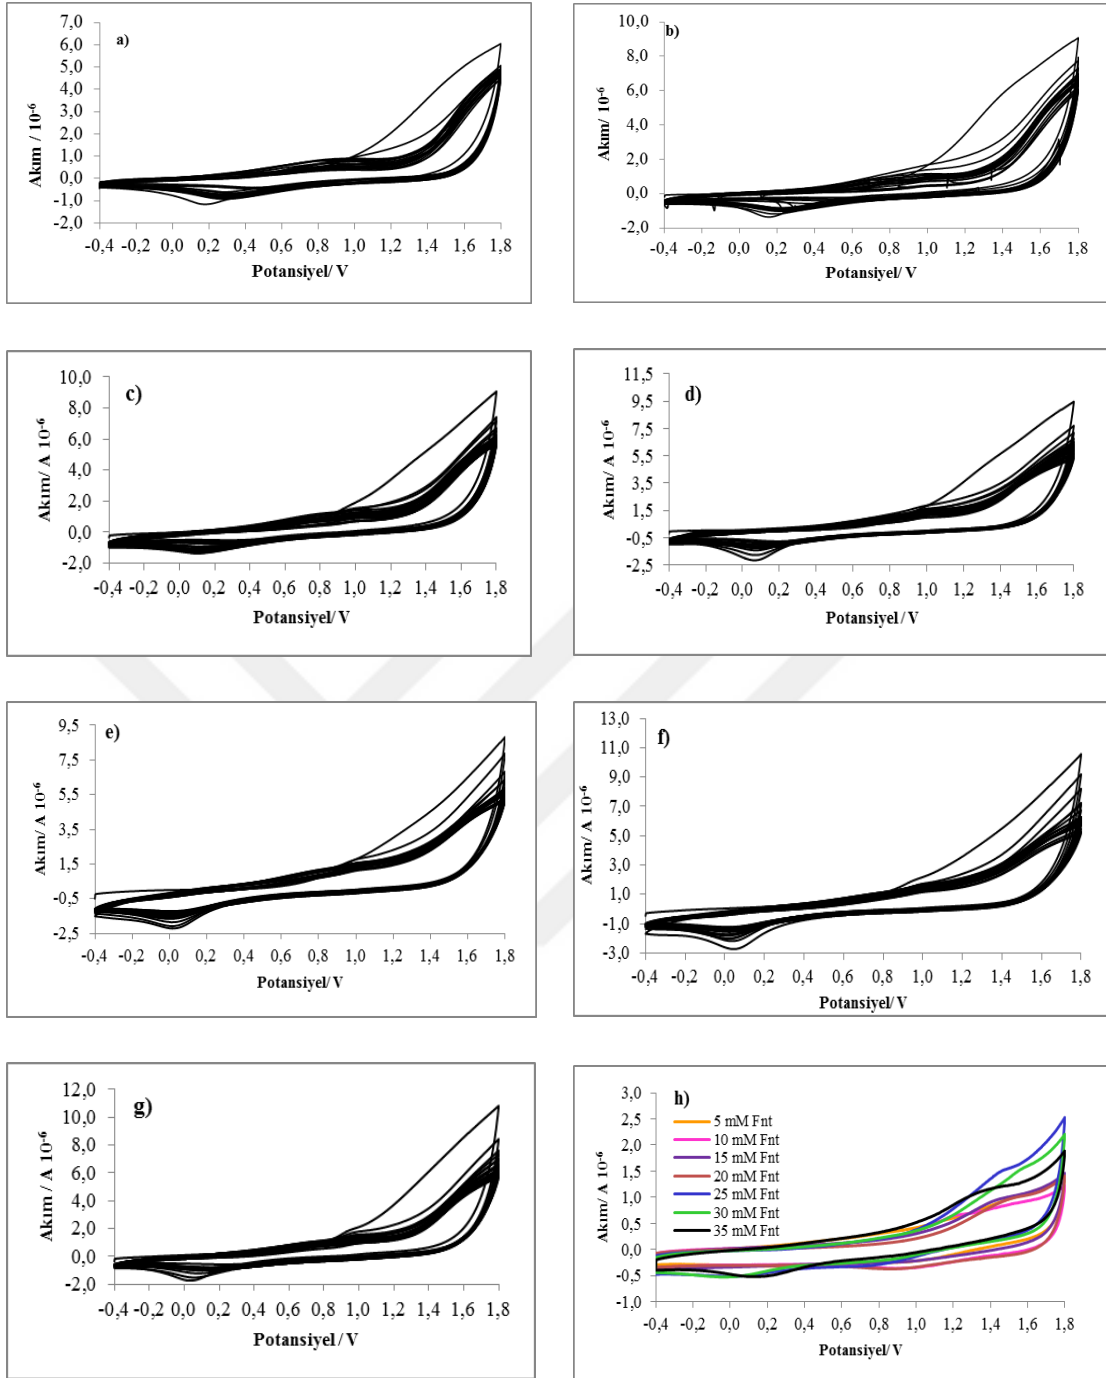 a)
7,0
6,0
5,0
4,0
3,0
2,0
1,0
0,0
-1,0
-2,0
Akım / 10⁻⁶
-0,4 -0,2 0,0 0,2 0,4 0,6 0,8 1,0 1,2 1,4 1,6 1,8
Potansiyel/ V
b)
10,0
8,0
6,0
4,0
2,0
0,0
-2,0
Akım/ A 10⁻⁶
-0,4 -0,2 0,0 0,2 0,4 0,6 0,8 1,0 1,2 1,4 1,6 1,8
Potansiyel/ V
c)
10,0
8,0
6,0
4,0
2,0
0,0
-2,0
Akım/ A 10⁻⁶
-0,4 -0,2 0,0 0,2 0,4 0,6 0,8 1,0 1,2 1,4 1,6 1,8
Potansiyel/ V
d)
11,5
9,5
7,5
5,5
3,5
1,5
-0,5
-2,5
Akım/ A 10⁻⁶
-0,4 -0,2 0,0 0,2 0,4 0,6 0,8 1,0 1,2 1,4 1,6 1,8
Potansiyel / V
e)
9,5
7,5
5,5
3,5
1,5
-0,5
-2,5
Akım/ A 10⁻⁶
-0,4 -0,2 0,0 0,2 0,4 0,6 0,8 1,0 1,2 1,4 1,6 1,8
Potansiyel/ V
f)
13,0
11,0
9,0
7,0
5,0
3,0
1,0
-1,0
-3,0
Akım/ A 10⁻⁶
-0,4 -0,2 0,0 0,2 0,4 0,6 0,8 1,0 1,2 1,4 1,6 1,8
Potansiyel/ V
g)
12,0
10,0
8,0
6,0
4,0
2,0
0,0
-2,0
Akım/ A 10⁻⁶
-0,4 -0,2 0,0 0,2 0,4 0,6 0,8 1,0 1,2 1,4 1,6 1,8
Potansiyel/ V
h)
3,0
2,5
2,0
1,5
1,0
0,5
0,0
-0,5
-1,0
Akım/ A 10⁻⁶
5 mM Fnt
10 mM Fnt
15 mM Fnt
20 mM Fnt
25 mM Fnt
30 mM Fnt
35 mM Fnt
-0,4 -0,2 0,0 0,2 0,4 0,6 0,8 1,0 1,2 1,4 1,6 1,8
Potansiyel/ V